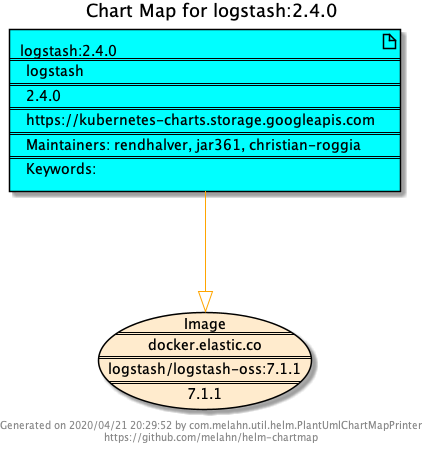 Chart Map for logstash:2.4.0
logstash:2.4.0
logstash
2.4.0
https://kubernetes-charts.storage.googleapis.com
Maintainers: rendhalver, jar361, christian-roggia
Keywords:
Image
docker.elastic.co
logstash/logstash-oss:7.1.1
7.1.1
Generated on 2020/04/21 20:29:52 by com.melahn.util.helm.PlantUmlChartMapPrinter
https://github.com/melahn/helm-chartmap